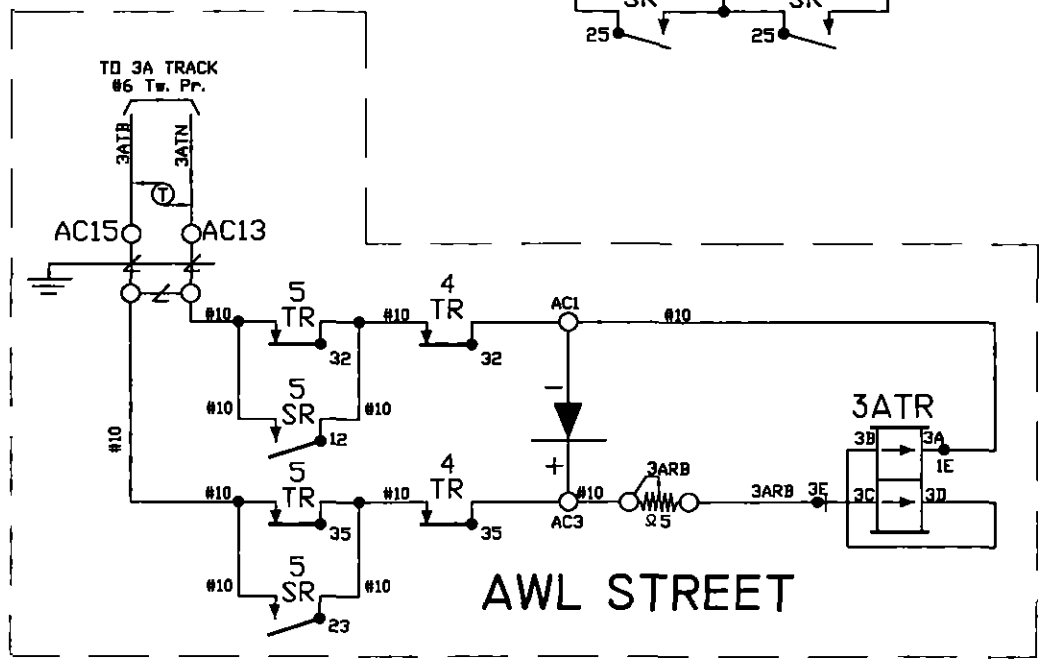 SR SR
25 25
TO 3A TRACK
#6 Tw. Pr.
3ATB 3ATN
T
AC15 AC13
5 4
TR TR
#10 #10 AC1 #10
32 32
5
SR
#10 #10
12
−
+
3ATR
3B 3A
1E
#10
5 4
TR TR
#10 #10 #10 3ARB 3ARB 3E 3C 3D
35 35 AC3 Ω5
5
SR
#10 #10
23
AWL STREET